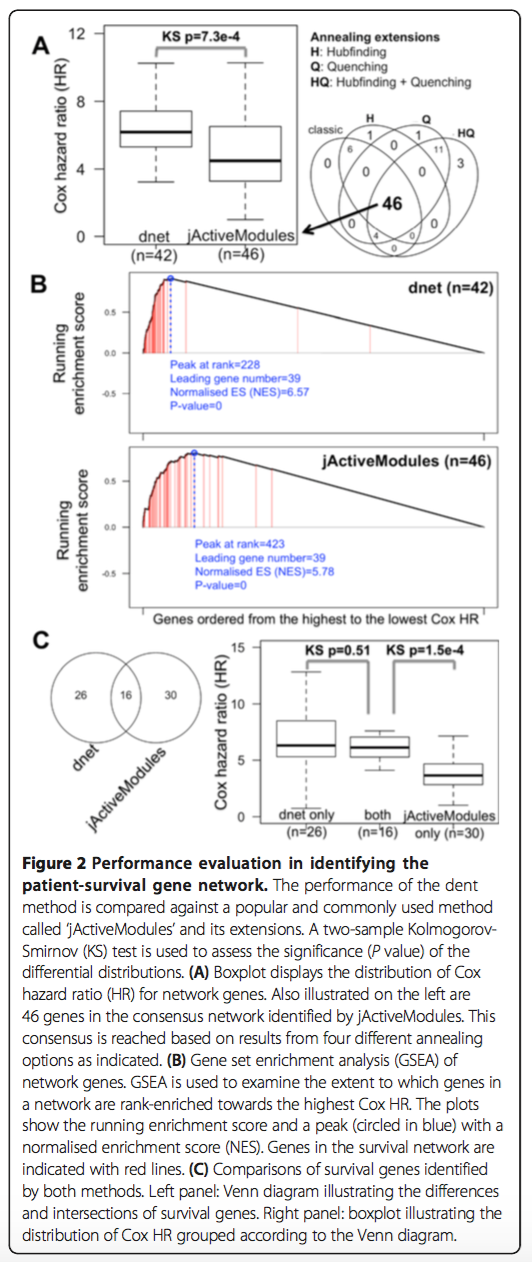 A
12
8
4
0
Cox hazard ratio (HR)
KS p=7.3e-4
dnet
(n=42)
jActiveModules
(n=46)
Annealing extensions
H: Hubfinding
Q: Quenching
HQ: Hubfinding + Quenching
classic
H
Q
HQ
0
6
1
0
1
11
3
0
0
46
0
4
0
0
0
B
Running
enrichment score
0.5
0.0
-0.5
dnet (n=42)
Peak at rank=228
Leading gene number=39
Normalised ES (NES)=6.57
P-value=0
Running
enrichment score
0.5
0.0
-0.5
jActiveModules (n=46)
Peak at rank=423
Leading gene number=39
Normalised ES (NES)=5.78
P-value=0
Genes ordered from the highest to the lowest Cox HR
C
26
16
30
dnet
jActiveModules
Cox hazard ratio (HR)
15
10
5
0
KS p=0.51
KS p=1.5e-4
dnet only
(n=26)
both
(n=16)
jActiveModules
only (n=30)
Figure 2 Performance evaluation in identifying the
patient-survival gene network. The performance of the dent
method is compared against a popular and commonly used method
called 'jActiveModules' and its extensions. A two-sample Kolmogorov-
Smirnov (KS) test is used to assess the significance (P value) of the
differential distributions. (A) Boxplot displays the distribution of Cox
hazard ratio (HR) for network genes. Also illustrated on the left are
46 genes in the consensus network identified by jActiveModules. This
consensus is reached based on results from four different annealing
options as indicated. (B) Gene set enrichment analysis (GSEA) of
network genes. GSEA is used to examine the extent to which genes in
a network are rank-enriched towards the highest Cox HR. The plots
show the running enrichment score and a peak (circled in blue) with a
normalised enrichment score (NES). Genes in the survival network are
indicated with red lines. (C) Comparisons of survival genes identified
by both methods. Left panel: Venn diagram illustrating the differences
and intersections of survival genes. Right panel: boxplot illustrating the
distribution of Cox HR grouped according to the Venn diagram.